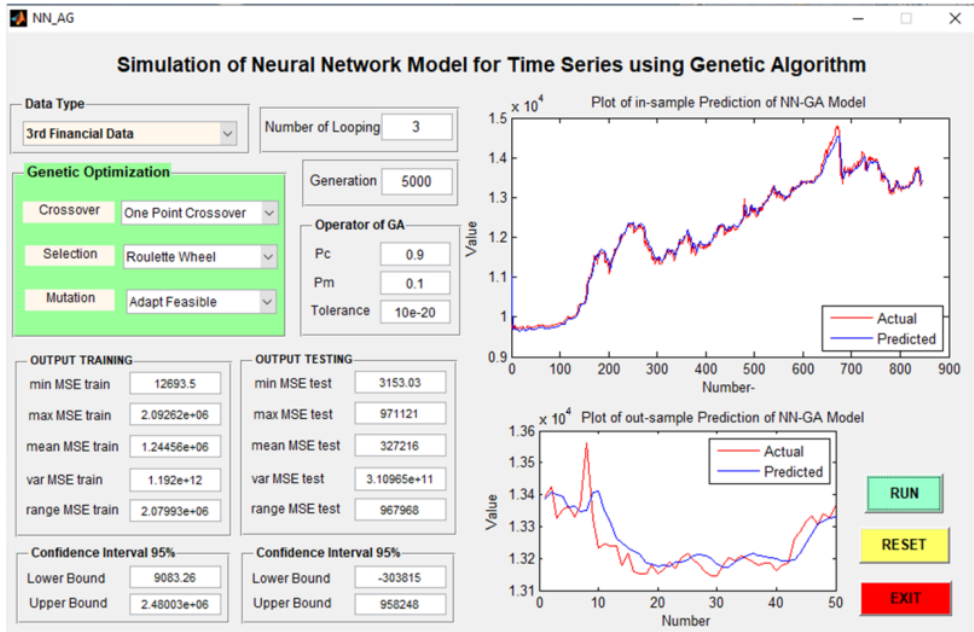 NN_AG
Simulation of Neural Network Model for Time Series using Genetic Algorithm
Data Type
3rd Financial Data
Number of Looping 3
Genetic Optimization
Crossover One Point Crossover
Selection Roulette Wheel
Mutation Adapt Feasible
Generation 5000
Operator of GA
Pc 0.9
Pm 0.1
Tolerance 10e-20
OUTPUT TRAINING
min MSE train 12693.5
max MSE train 2.09262e+06
mean MSE train 1.24456e+06
var MSE train 1.192e+12
range MSE train 2.07993e+06
OUTPUT TESTING
min MSE test 3153.03
max MSE test 971121
mean MSE test 327216
var MSE test 3.10965e+11
range MSE test 967968
Confidence Interval 95%
Lower Bound 9083.26
Upper Bound 2.48003e+06
Confidence Interval 95%
Lower Bound -303815
Upper Bound 958248
Plot of in-sample Prediction of NN-GA Model
x 10^4
1.5
1.4
1.3
1.2
1.1
1
0.9
Value
0 100 200 300 400 500 600 700 800 900
Number-
Actual
Predicted
Plot of out-sample Prediction of NN-GA Model
x 10^4
1.36
1.35
1.34
1.33
1.32
1.31
Value
0 10 20 30 40 50
Number
Actual
Predicted
RUN
RESET
EXIT